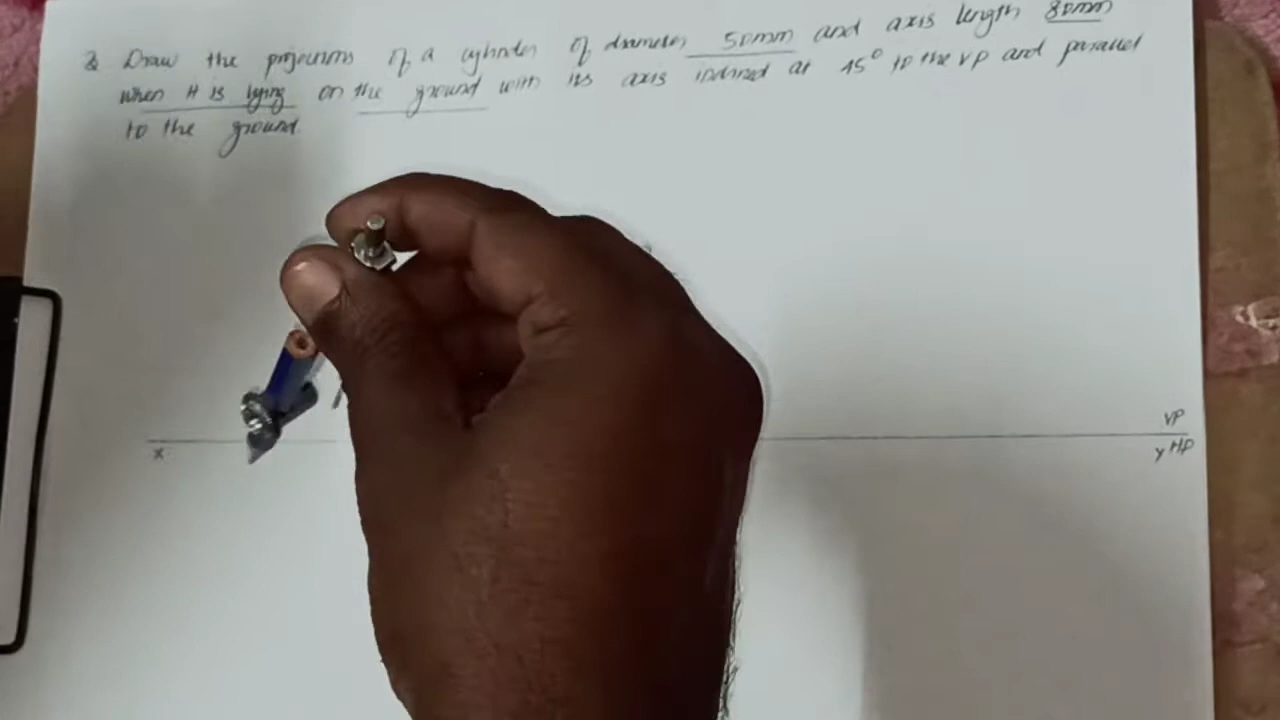 Q Draw the projections of a cylinder of diameter 50mm and axis length 80mm
when it is lying on the ground with its axis inclined at 45° to the VP and parallel
to the ground.
VP
X
Y HP